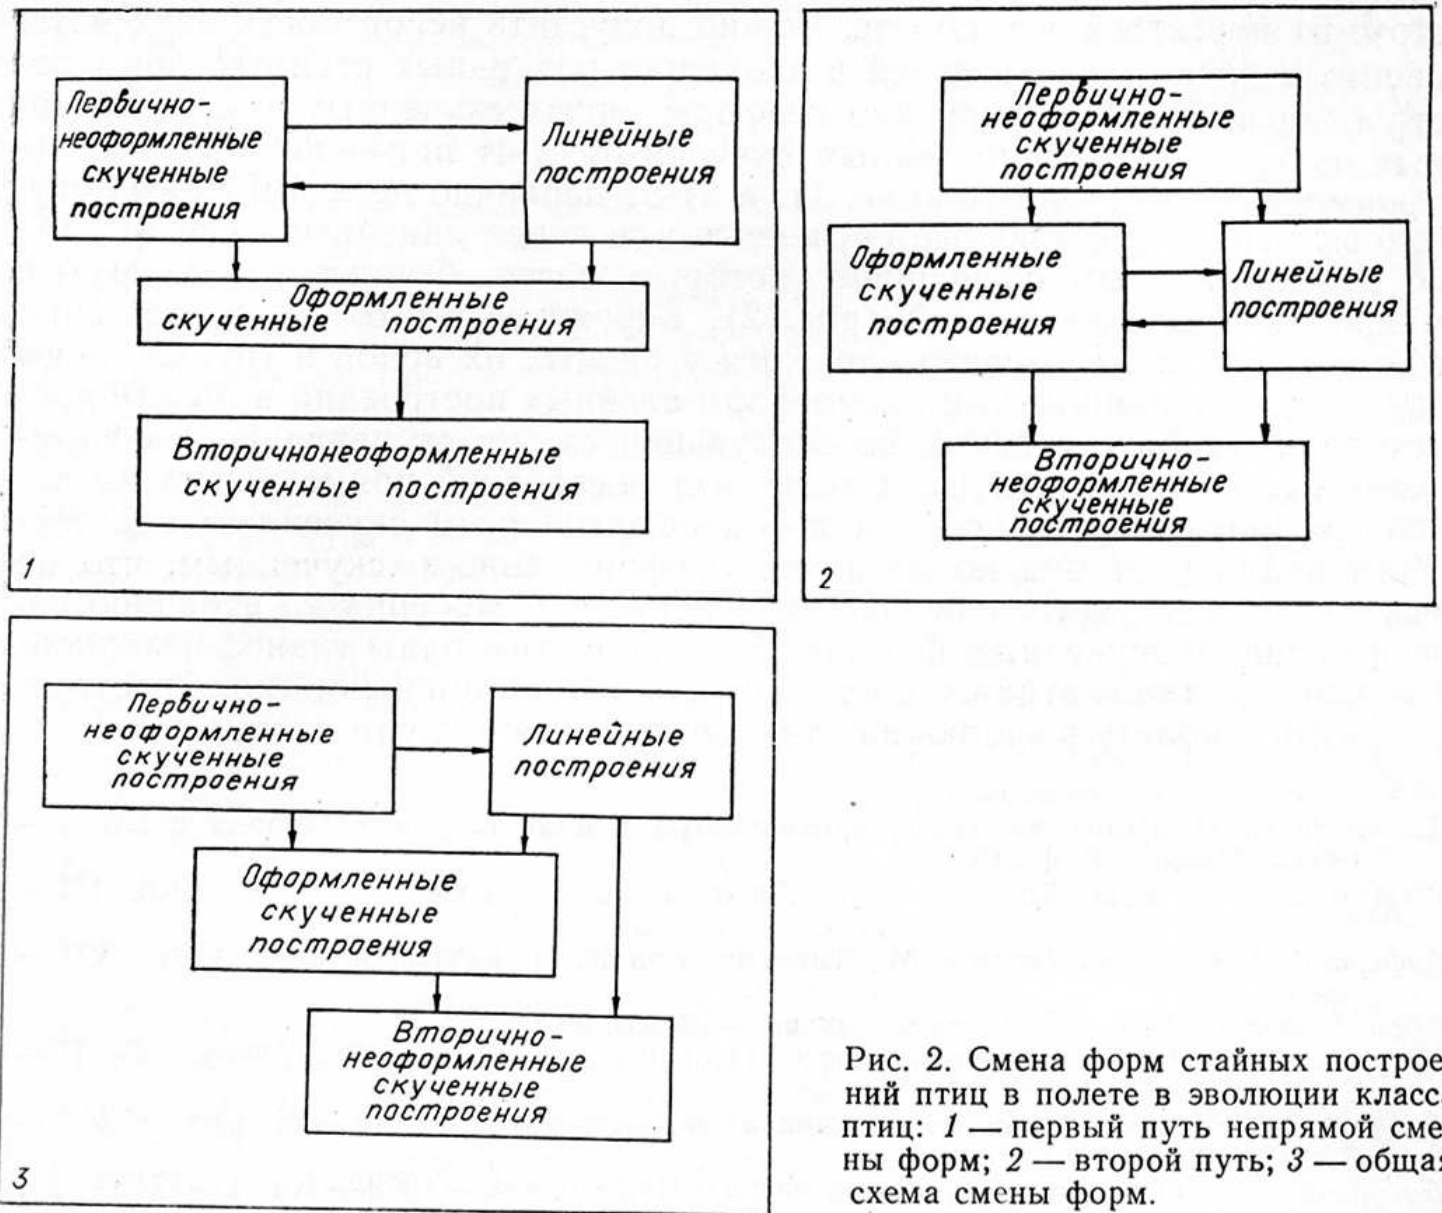 Первично-
неоформленные
скученные
построения
Линейные
построения
Оформленные
скученные построения
Вторичнонеоформленные
скученные построения
1
Первично-
неоформленные
скученные
построения
Оформленные
скученные
построения
Линейные
построения
Вторично-
неоформленные
скученные
построения
2
Первично-
неоформленные
скученные
построения
Линейные
построения
Оформленные
скученные
построения
Вторично-
неоформленные
скученные
построения
3
Рис. 2. Смена форм стайных построе-
ний птиц в полете в эволюции класса
птиц: 1 — первый путь непрямой сме-
ны форм; 2 — второй путь; 3 — общая
схема смены форм.